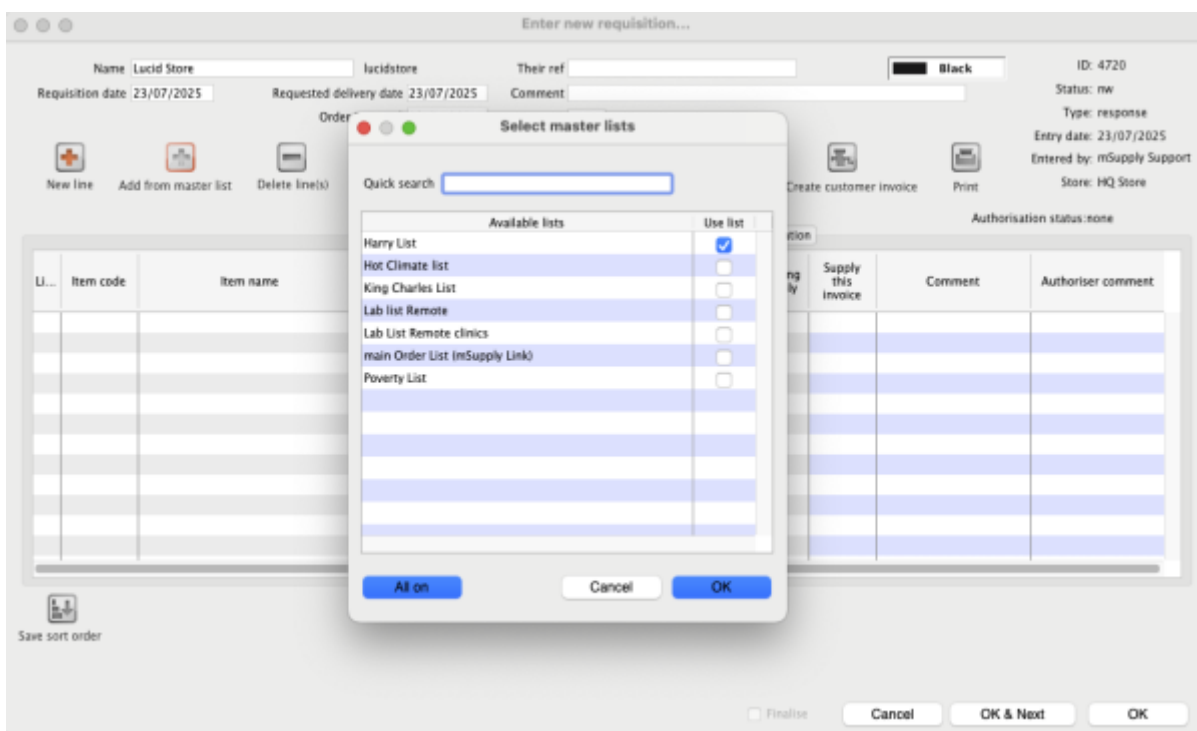 Enter new requisition...
Name Lucid Store lucidstore Their ref Black ID: 4720
Requisition date 23/07/2025 Requested delivery date 23/07/2025 Comment Status: nw
Order Type: response
Select master lists
Entry date: 23/07/2025
Entered by: mSupply Support
Store: HQ Store
New line Add from master list Delete line(s) Quick search Create customer invoice Print
Authorisation status:none
Available lists Use list
Harry List
Hot Climate list
King Charles List
Lab list Remote
Lab List Remote clinics
main Order List (mSupply Link)
Poverty List
Li... Item code Item name Supply this invoice Comment Authoriser comment
All on Cancel OK
Save sort order
Finalise Cancel OK & Next OK